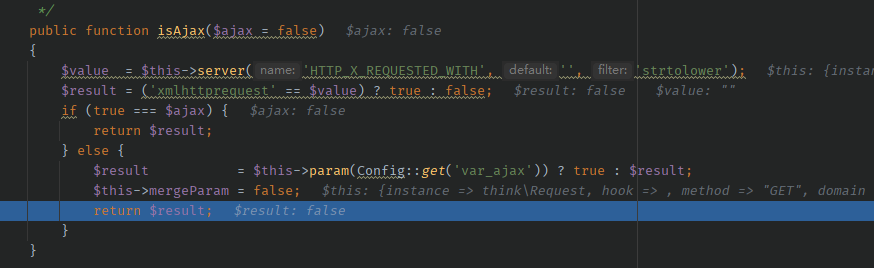 */
public function isAjax($ajax = false)   $ajax: false
{
    $value  = $this->server( name: 'HTTP_X_REQUESTED_WITH',  default: '',  filter: 'strtolower');   $this: {instan
    $result = ('xmlhttprequest' == $value) ? true : false;   $result: false   $value: ""
    if (true === $ajax) {   $ajax: false
        return $result;
    } else {
        $result           = $this->param(Config::get('var_ajax')) ? true : $result;
        $this->mergeParam = false;   $this: {instance => think\Request, hook => , method => "GET", domain
        return $result;   $result: false
    }
}